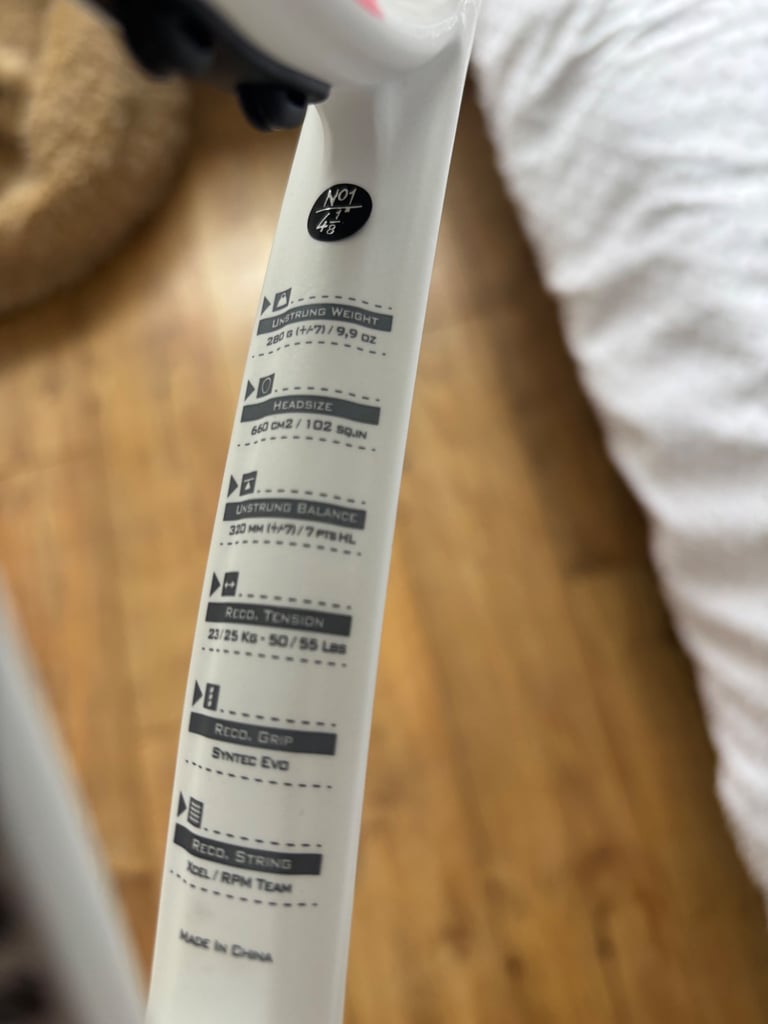 No1
4 1/8"
Unstrung Weight
280 g (+/-7) / 9,9 oz
Headsize
660 cm2 / 102 sq.in
Unstrung Balance
320 mm (+/-7) / 7 pts HL
Reco. Tension
23/25 Kg - 50/55 Lbs
Reco. Grip
Syntec Evo
Reco. String
Xcel / RPM Team
Made In China